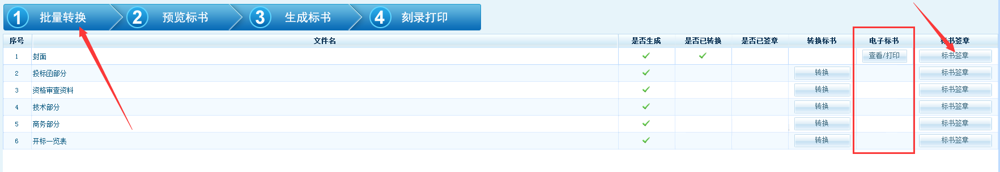 1 批量转换 2 预览标书 3 生成标书 4 刻录打印
序号 文件名 是否生成 是否已转换 是否已签章 转换标书 电子标书 标书签章
1 封面 查看/打印 标书签章
2 投标函部分 转换 标书签章
3 资格审查资料 转换 标书签章
4 技术部分 转换 标书签章
5 商务部分 转换 标书签章
6 开标一览表 转换 标书签章